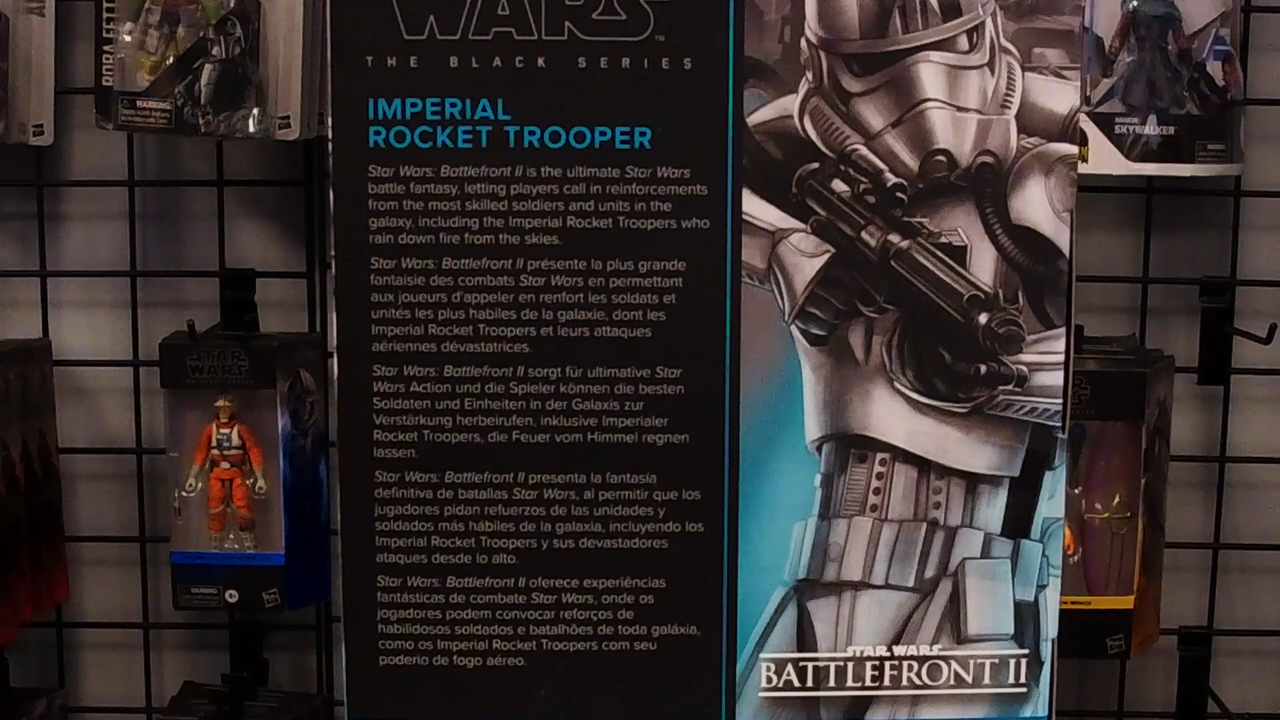 WARS™
THE BLACK SERIES
IMPERIAL
ROCKET TROOPER
Star Wars: Battlefront II is the ultimate Star Wars
battle fantasy, letting players call in reinforcements
from the most skilled soldiers and units in the
galaxy, including the Imperial Rocket Troopers who
rain down fire from the skies.
Star Wars: Battlefront II présente la plus grande
fantaisie des combats Star Wars en permettant
aux joueurs d'appeler en renfort les soldats et
unités les plus habiles de la galaxie, dont les
Imperial Rocket Troopers et leurs attaques
aériennes dévastatrices.
Star Wars: Battlefront II sorgt für ultimative Star
Wars Action und die Spieler können die besten
Soldaten und Einheiten in der Galaxis zur
Verstärkung herbeirufen, inklusive Imperialer
Rocket Troopers, die Feuer vom Himmel regnen
lassen.
Star Wars: Battlefront II presenta la fantasía
definitiva de batallas Star Wars, al permitir que los
jugadores pidan refuerzos de las unidades y
soldados más hábiles de la galaxia, incluyendo los
Imperial Rocket Troopers y sus devastadores
ataques desde lo alto.
Star Wars: Battlefront II oferece experiências
fantásticas de combate Star Wars, onde os
jogadores podem convocar reforços de
habilidosos soldados e batalhões de toda galáxia,
como os Imperial Rocket Troopers com seu
poderio de fogo aéreo.
STAR WARS
BATTLEFRONT II
BOBA FETT
WARNING
STAR
WARS
WARNING
ANAKIN
SKYWALKER